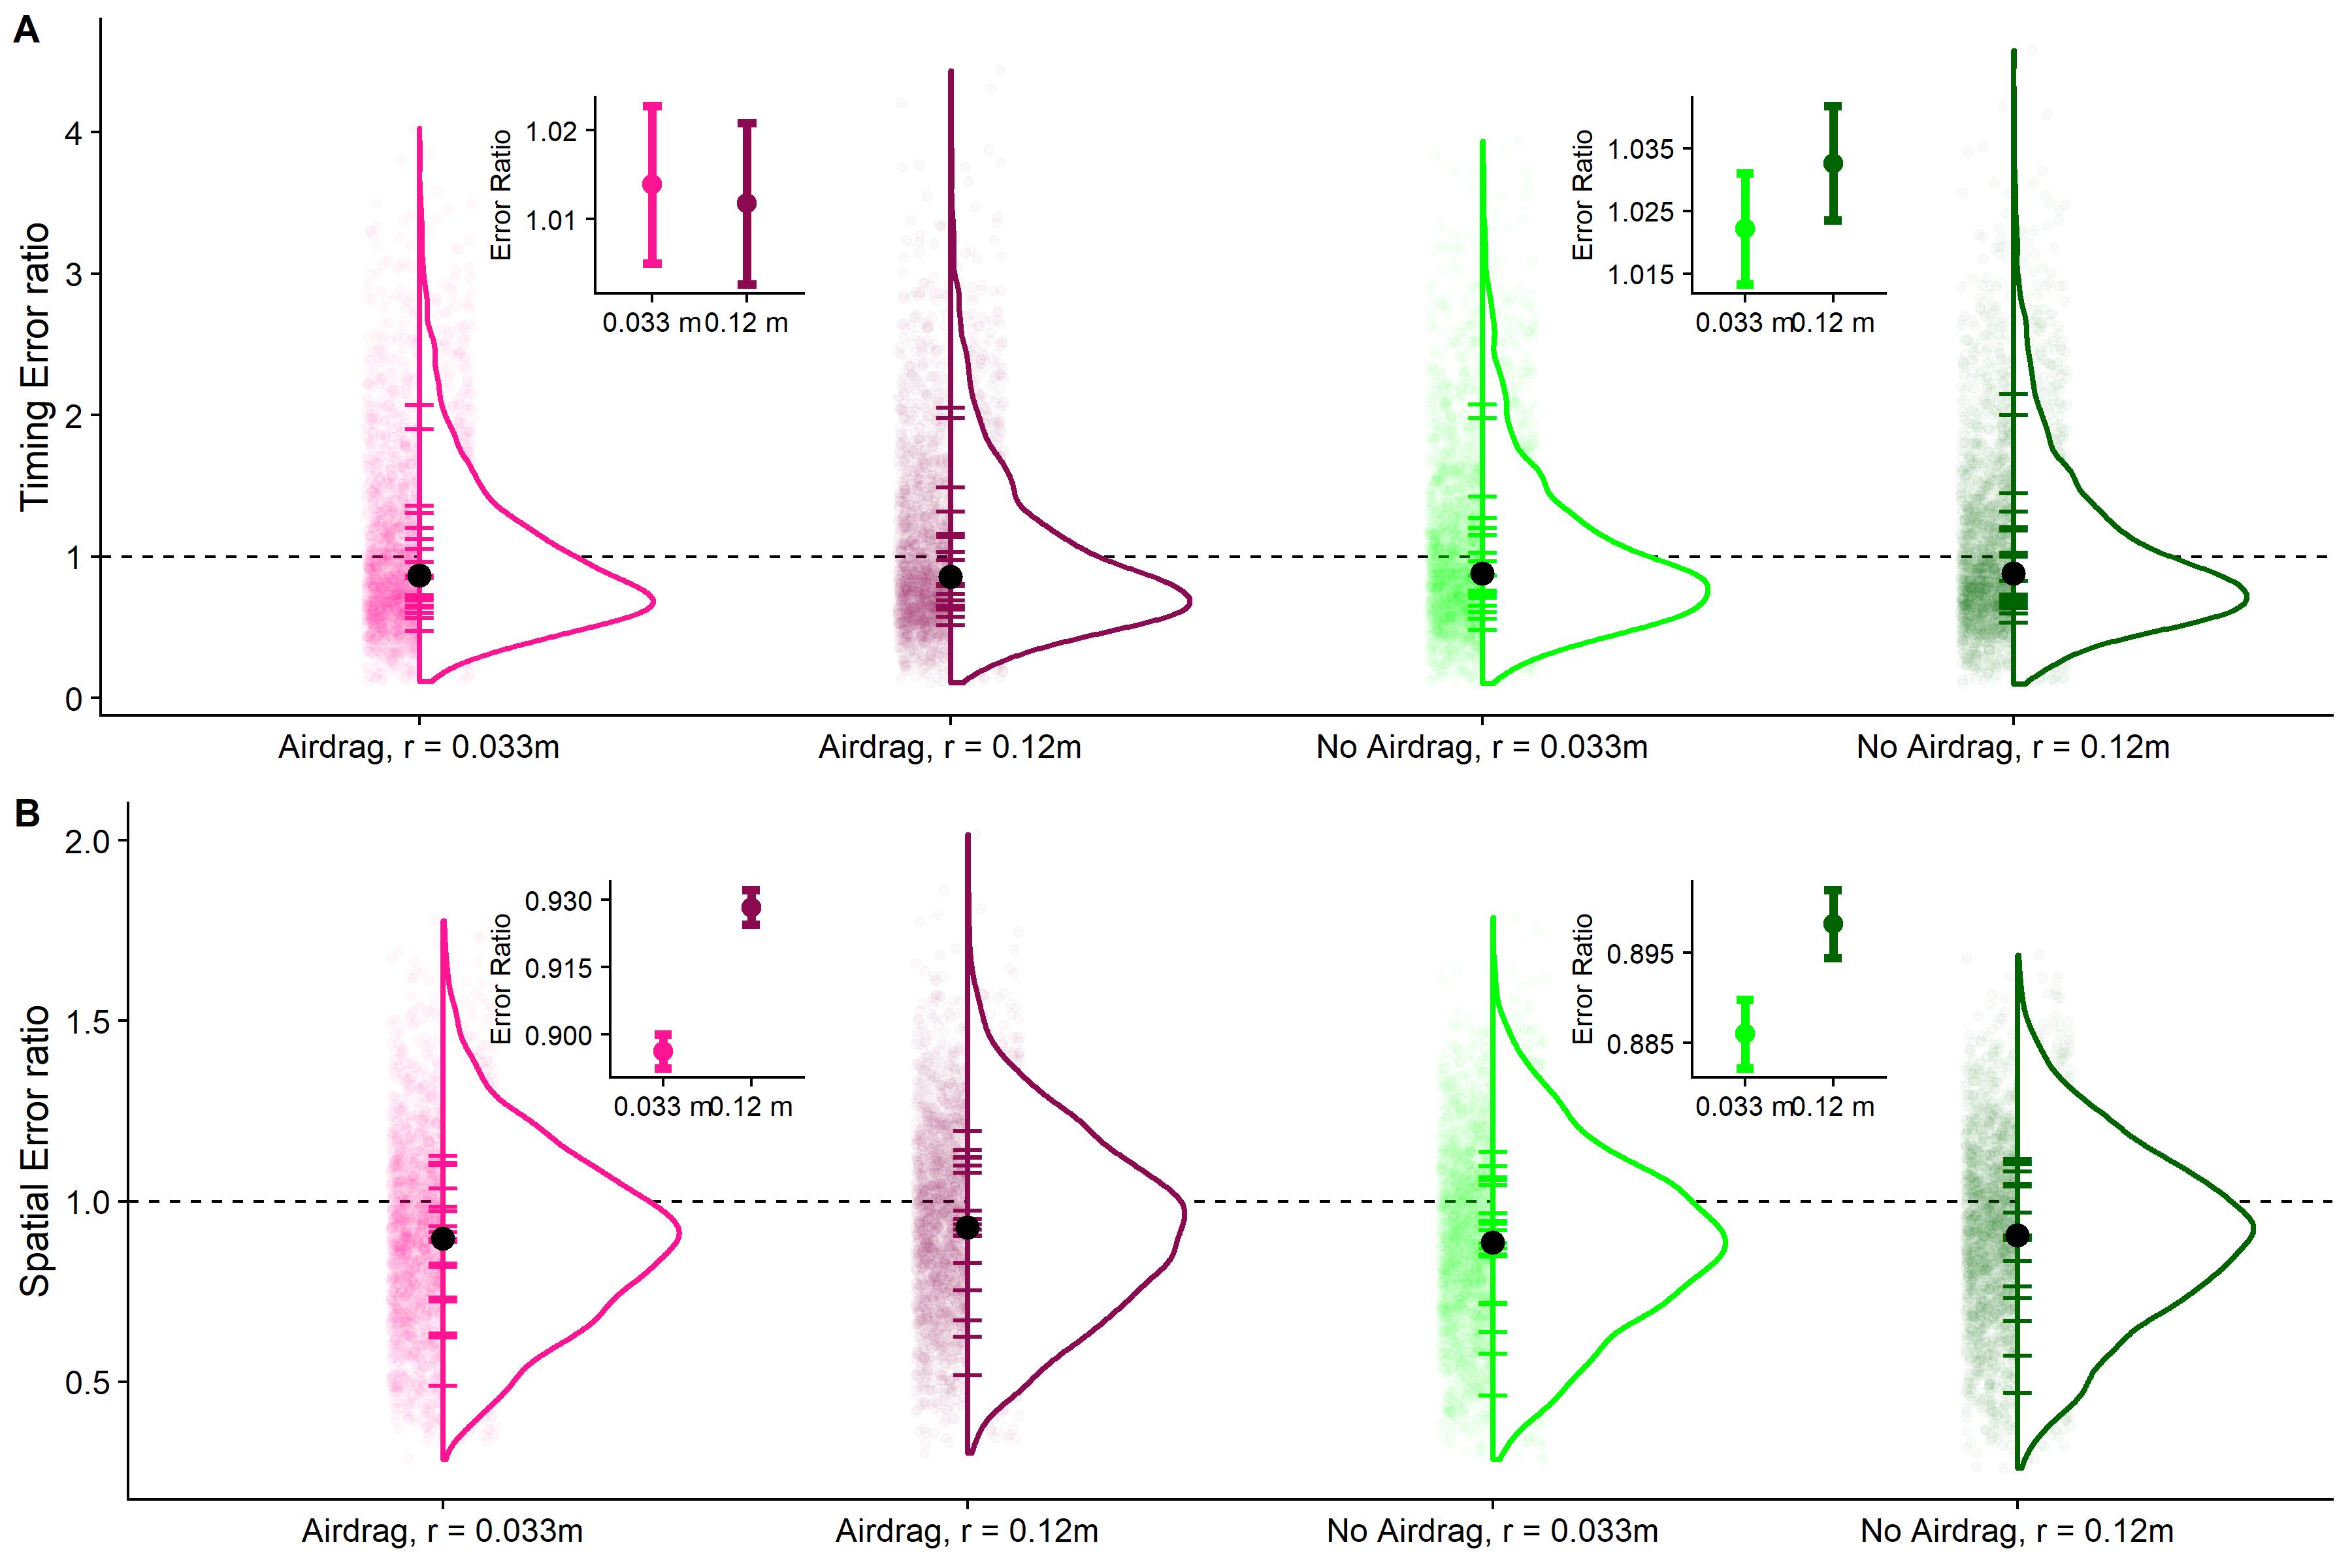 A
Timing Error ratio
4
3
2
1
0
Error Ratio
1.02
1.01
0.033 m
0.12 m
Error Ratio
1.035
1.025
1.015
0.033 m
0.12 m
Airdrag, r = 0.033m
Airdrag, r = 0.12m
No Airdrag, r = 0.033m
No Airdrag, r = 0.12m
B
Spatial Error ratio
2.0
1.5
1.0
0.5
Error Ratio
0.930
0.915
0.900
0.033 m
0.12 m
Error Ratio
0.895
0.885
0.033 m
0.12 m
Airdrag, r = 0.033m
Airdrag, r = 0.12m
No Airdrag, r = 0.033m
No Airdrag, r = 0.12m